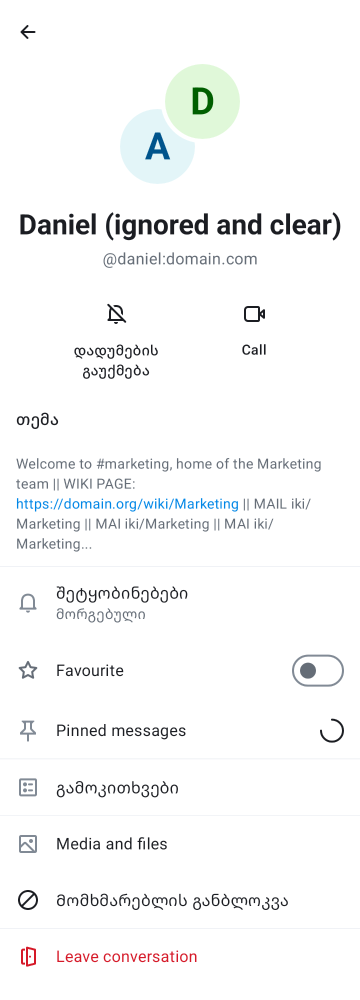 D
A
Daniel (ignored and clear)
@daniel:domain.com
დადუმების
გაუქმება
Call
თემა
Welcome to #marketing, home of the Marketing
team || WIKI PAGE:
https://domain.org/wiki/Marketing || MAIL iki/
Marketing || MAI iki/Marketing || MAI iki/
Marketing...
შეტყობინებები
მორგებული
Favourite
Pinned messages
გამოკითხვები
Media and files
მომხმარებლის განბლოკვა
Leave conversation